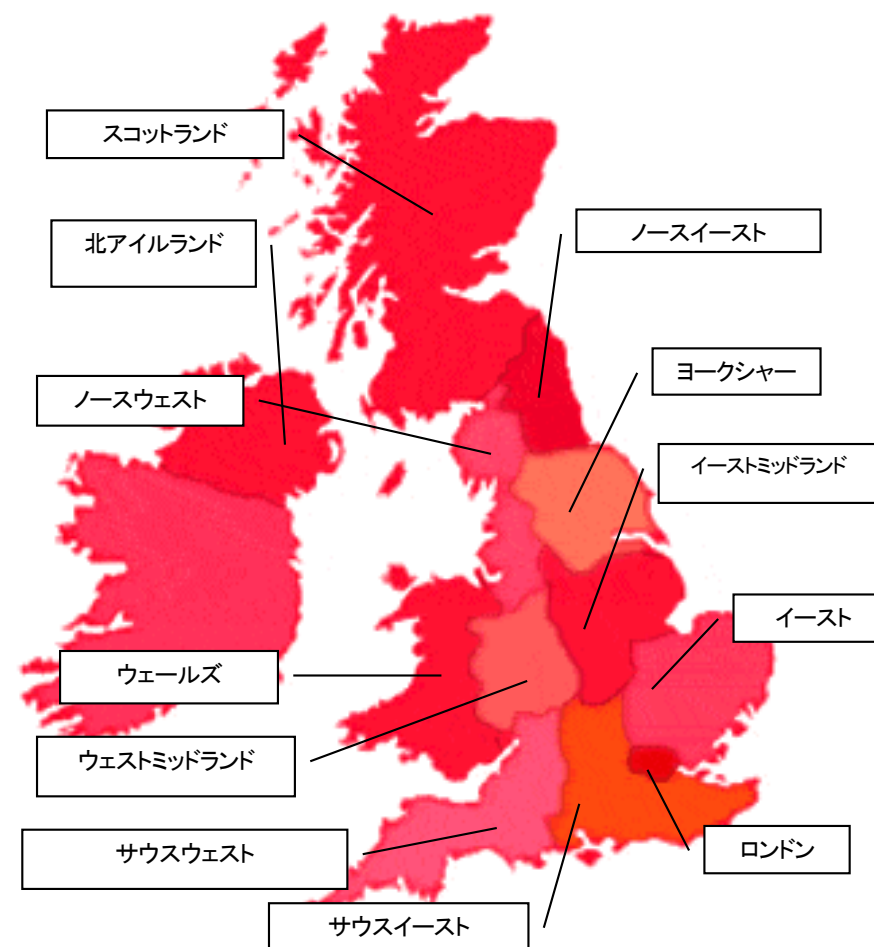 スコットランド
北アイルランド
ノースイースト
ヨークシャー
ノースウェスト
イーストミッドランド
イースト
ウェールズ
ウェストミッドランド
サウスウェスト
ロンドン
サウスイースト